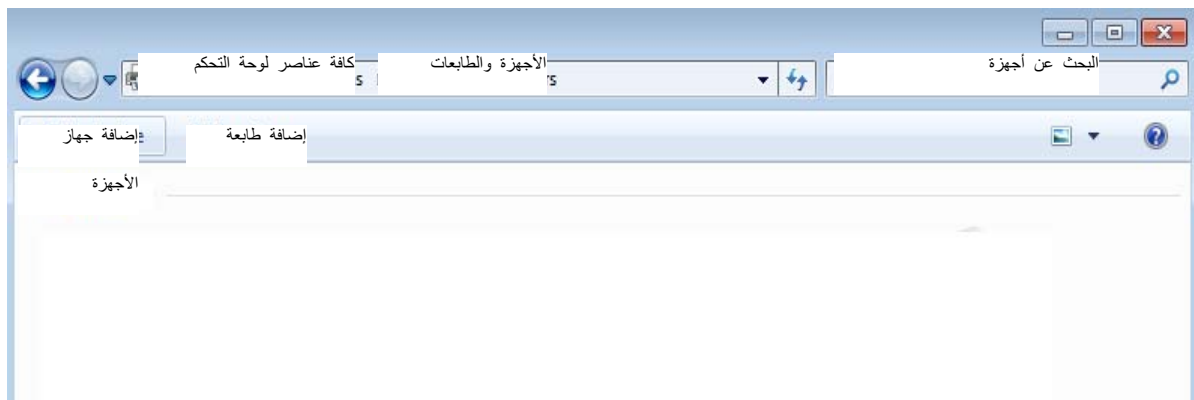 كافة عناصر لوحة التحكم
الأجهزة والطابعات
البحث عن أجهزة
إضافة جهاز
إضافة طابعة
الأجهزة